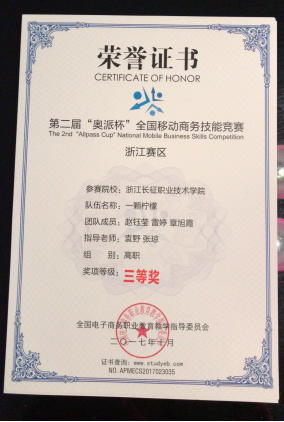 荣誉证书
CERTIFICATE OF HONOR
第二届“奥派杯”全国移动商务技能竞赛
The 2nd "Allpass Cup" National Mobile Business Skills Competition
浙江赛区
参赛院校：浙江长征职业技术学院
队伍名称：一颗柠檬
团队成员：赵钰莹 雷婷 章旭霞
指导老师：袁野 张琼
组 别：高职
奖项等级：三等奖
全国电子商务职业教育教学指导委员会
二〇一七年十月
证书查询：www.studyeb.com
NO. APMECS2017023035